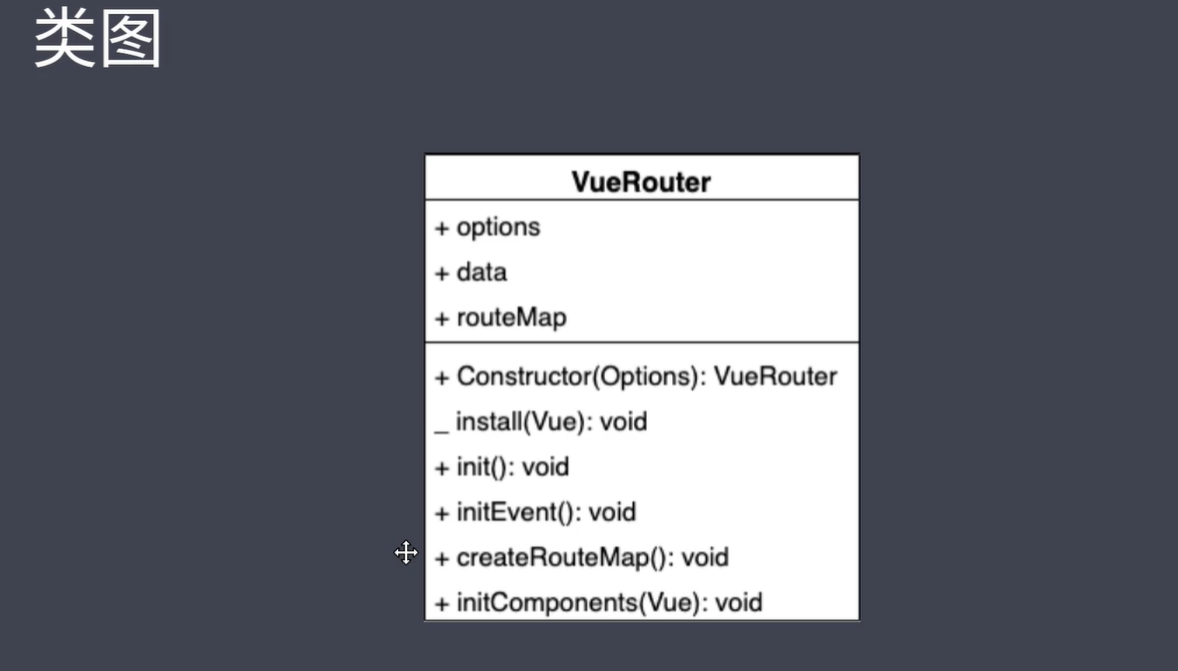 类图
VueRouter
+ options
+ data
+ routeMap
+ Constructor(Options): VueRouter
_ install(Vue): void
+ init(): void
+ initEvent(): void
+ createRouteMap(): void
+ initComponents(Vue): void